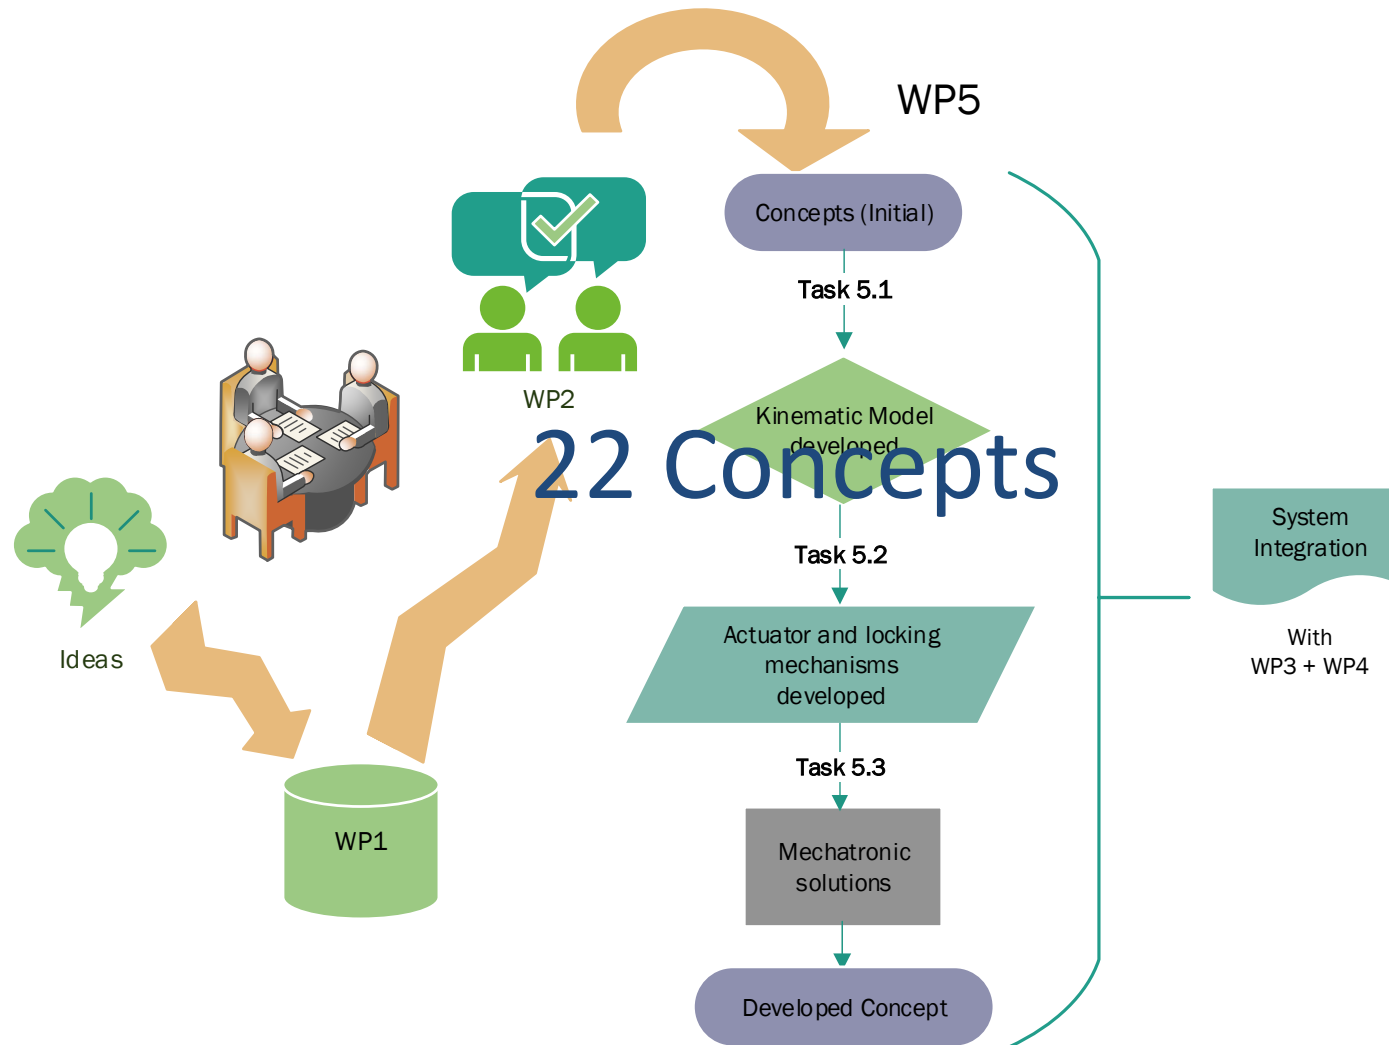 WP5
Concepts (Initial)
Task 5.1
WP2
Kinematic Model
developed
22 Concepts
System
Integration
Task 5.2
With
WP3 + WP4
Ideas
Actuator and locking
mechanisms
developed
Task 5.3
WP1
Mechatronic
solutions
Developed Concept